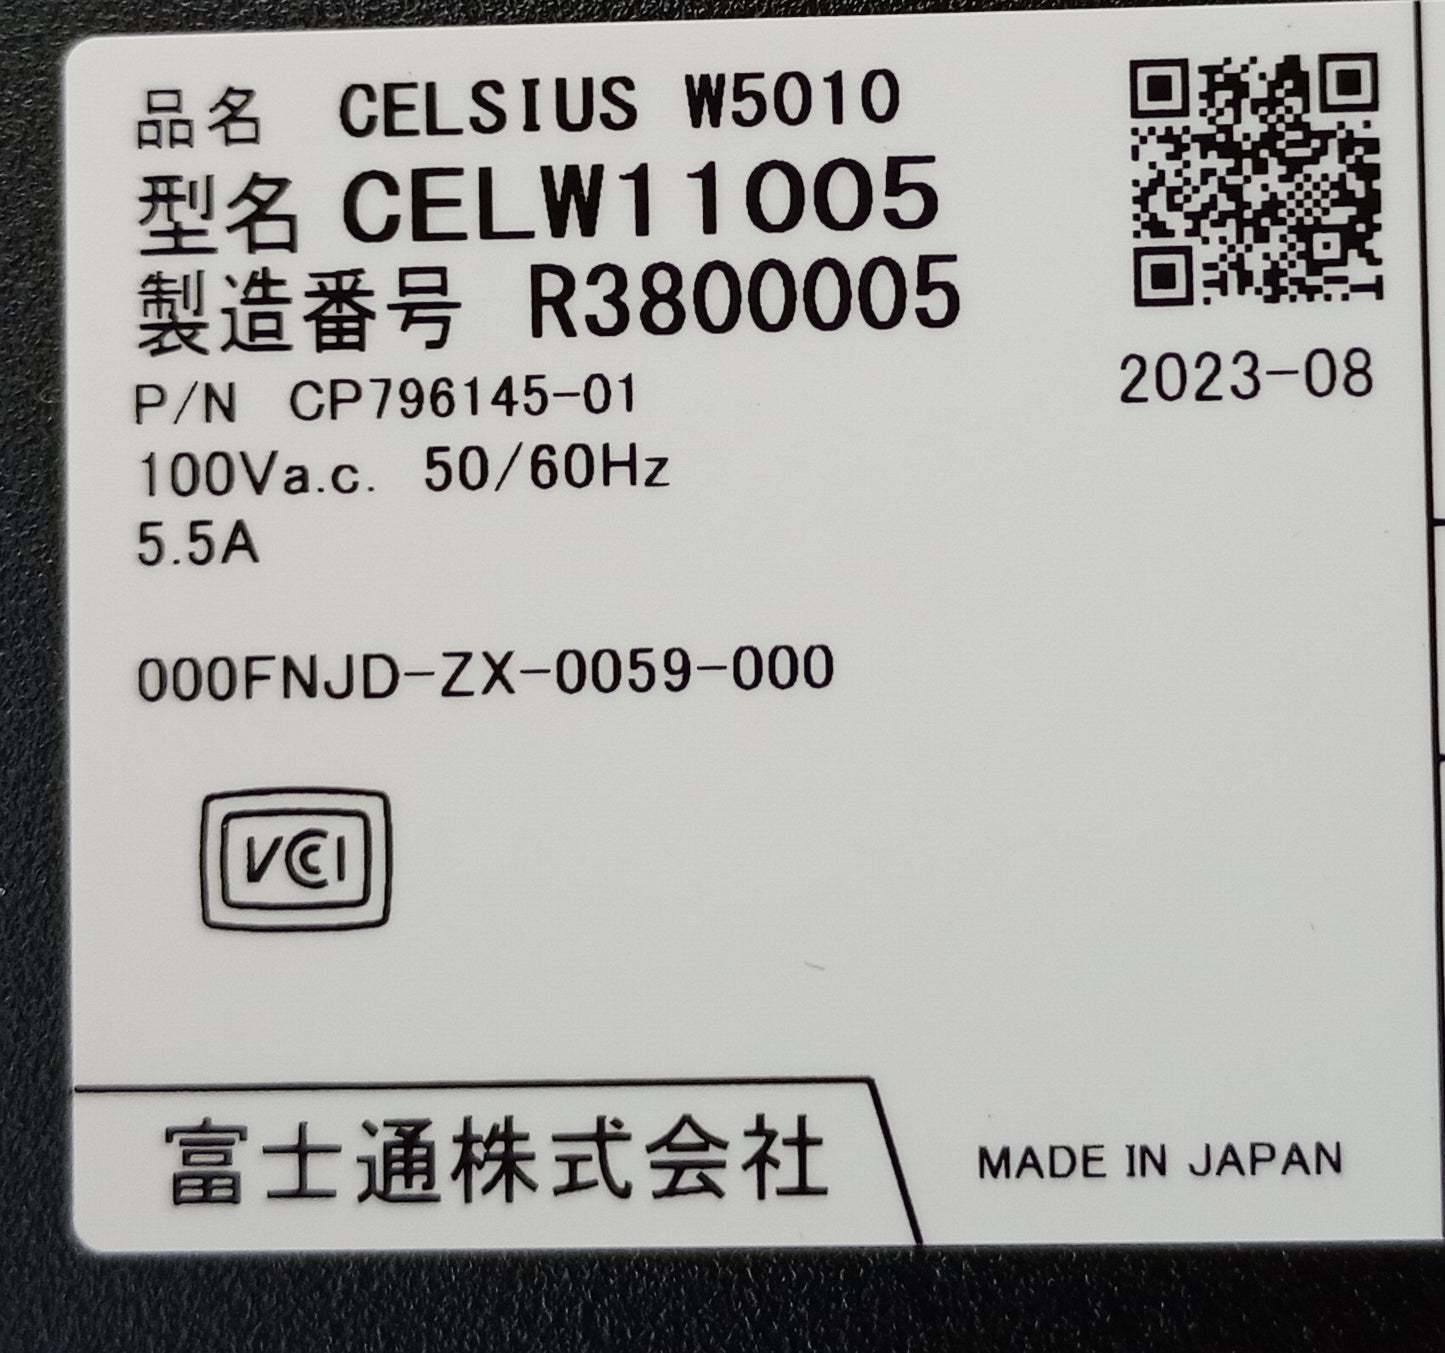 品名 CELSIUS W5010
型名 CELW11005
製造番号 R3800005
P/N CP796145-01
2023-08
100Va.c. 50/60Hz
5.5A
000FNJD-ZX-0059-000
VCCI
富士通株式会社
MADE IN JAPAN